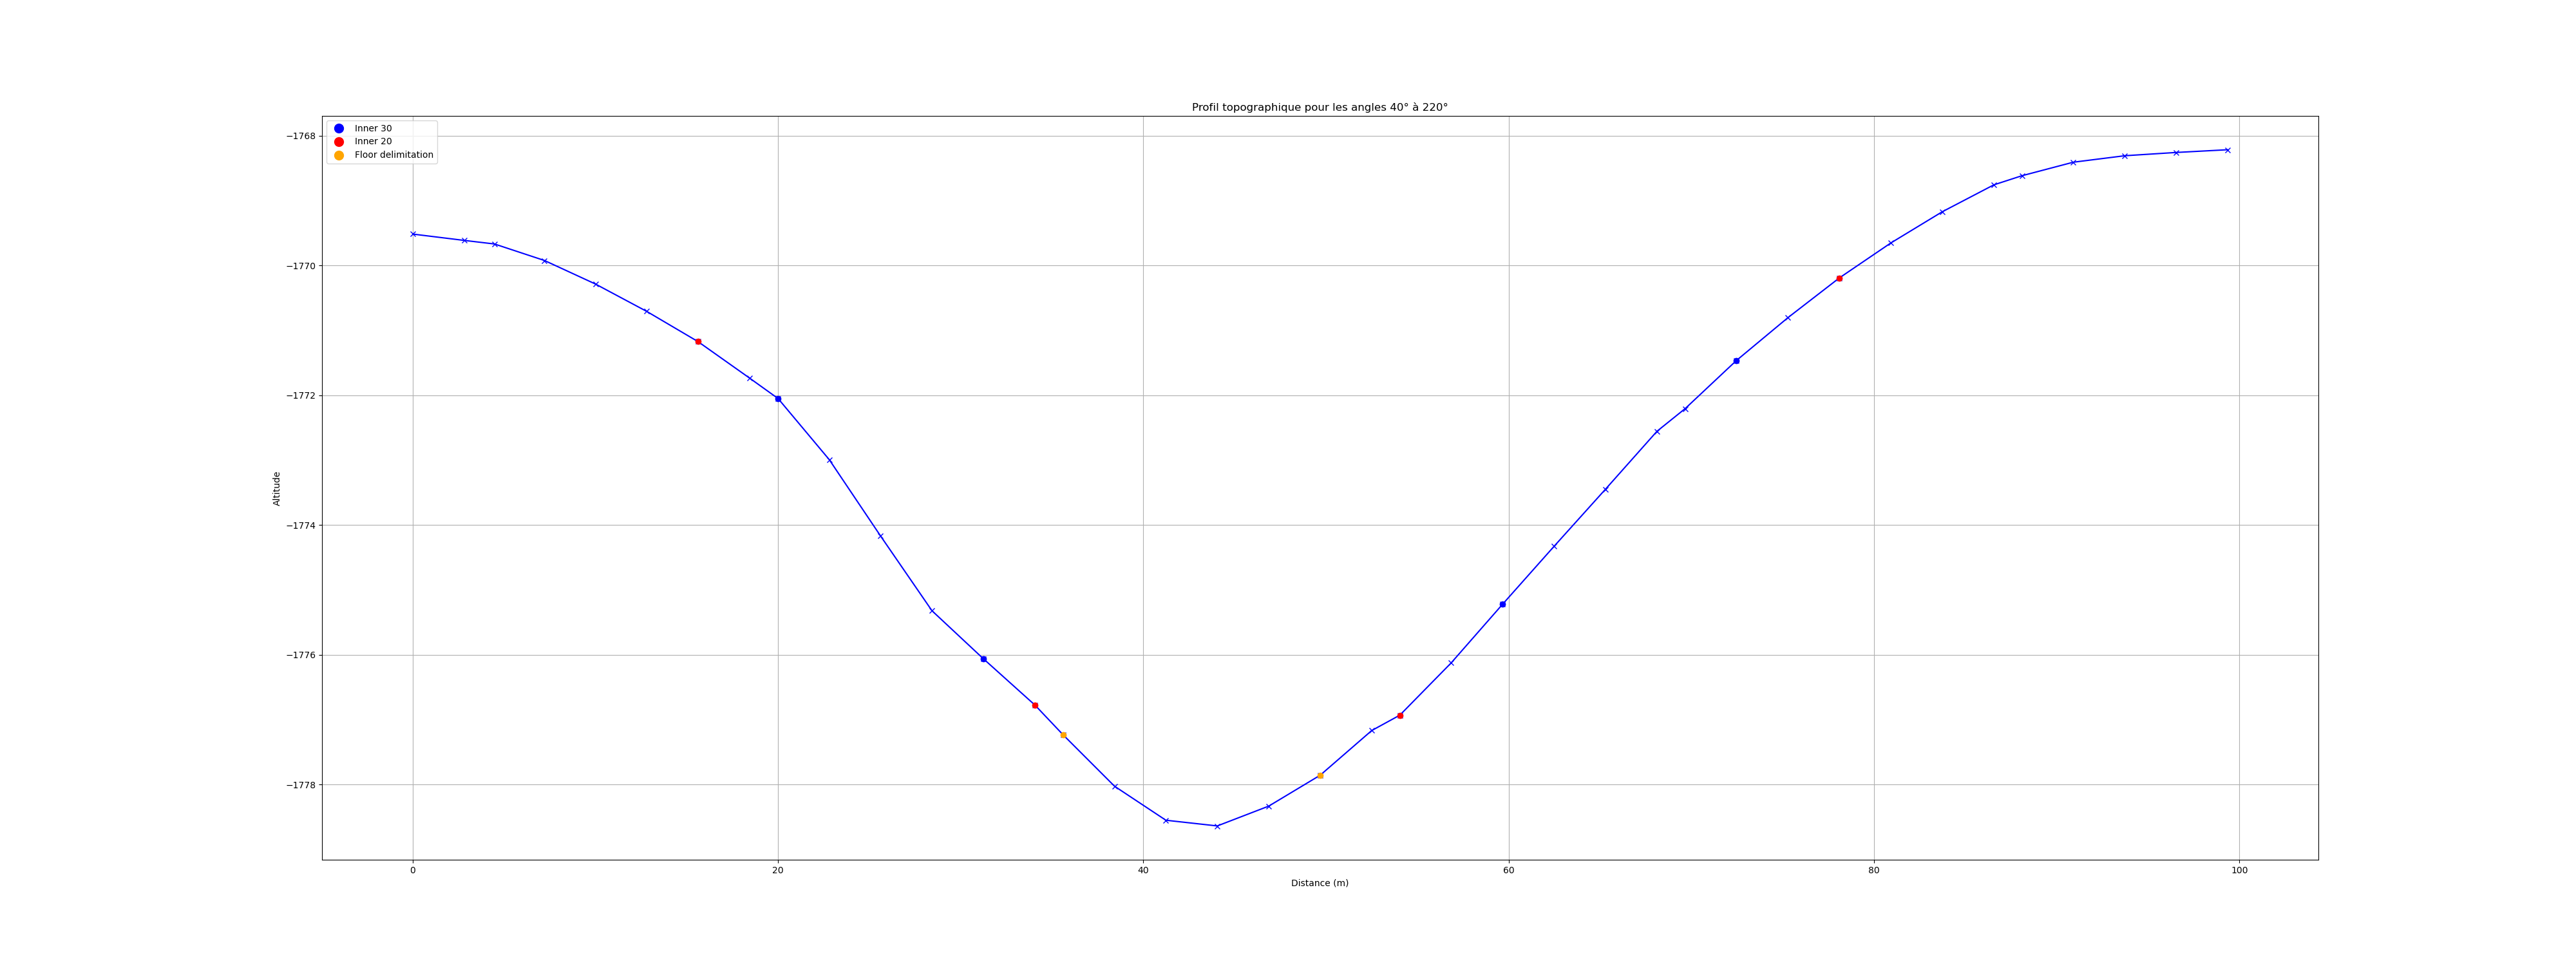 Profil topographique pour les angles 40° à 220°
Inner 30
Inner 20
Floor delimitation
−1768
−1770
−1772
−1774
−1776
−1778
Altitude
0 20 40 60 80 100
Distance (m)